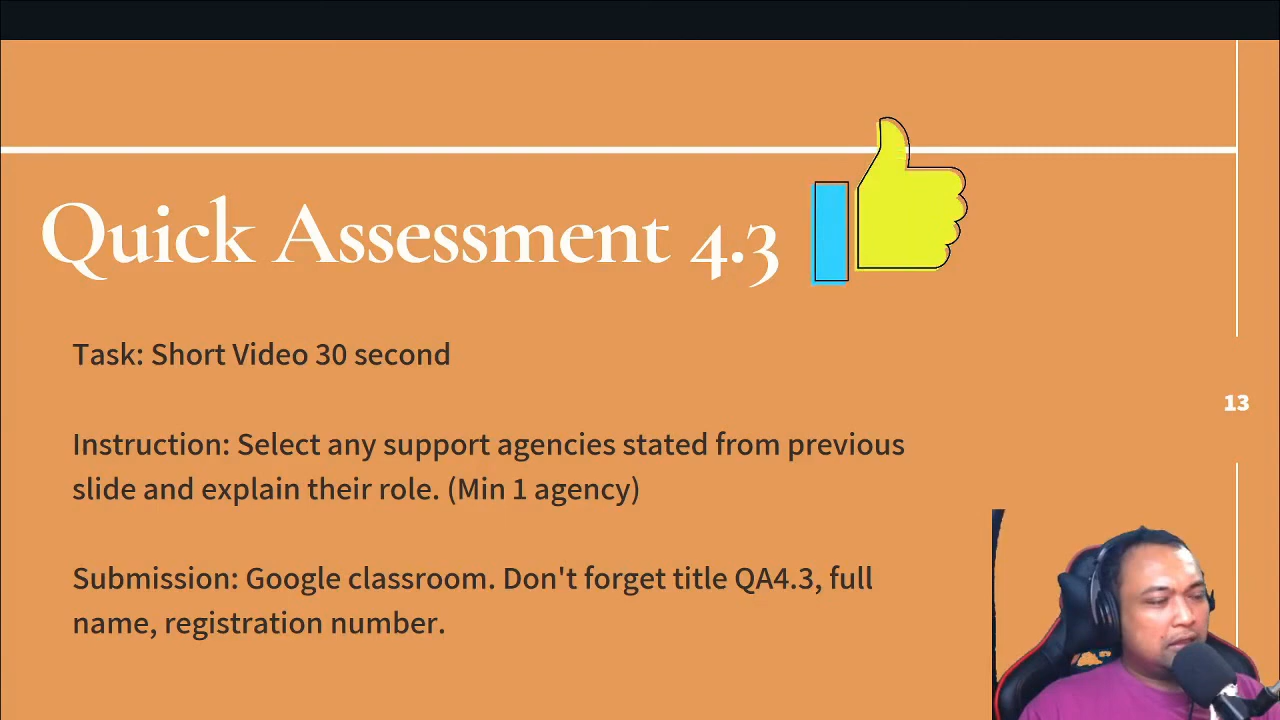 Quick Assessment 4.3
Task: Short Video 30 second
13
Instruction: Select any support agencies stated from previous
slide and explain their role. (Min 1 agency)
Submission: Google classroom. Don't forget title QA4.3, full
name, registration number.